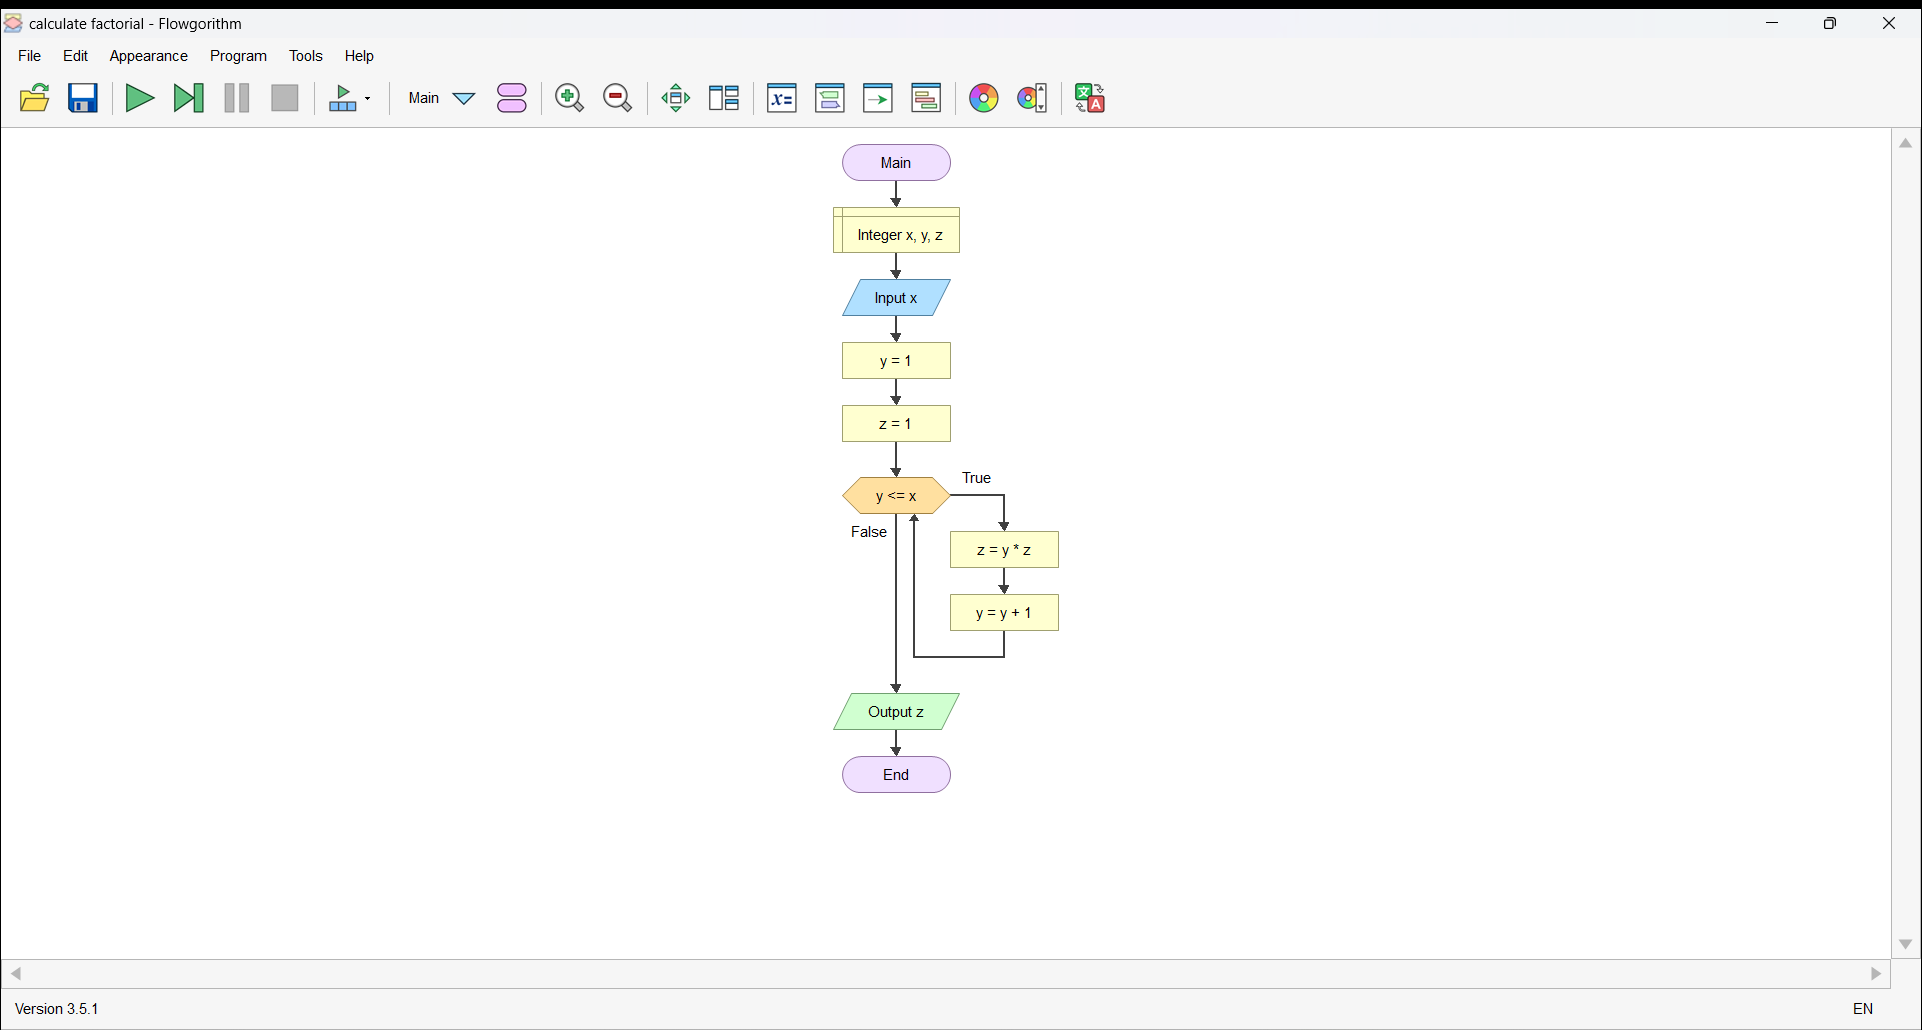 calculate factorial - Flowgorithm
File Edit Appearance Program Tools Help
Main x= 文 A
Main
Integer x, y, z
Input x
y = 1
z = 1
True
y <= x
False
z = y * z
y = y + 1
Output z
End
Version 3.5.1 EN